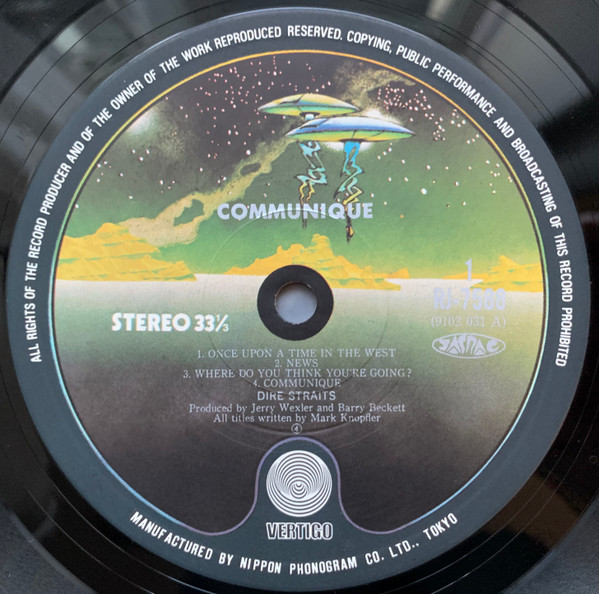 ALL RIGHTS OF THE RECORD PRODUCER AND OF THE OWNER OF THE WORK REPRODUCED RESERVED. COPYING, PUBLIC PERFORMANCE AND BROADCASTING OF THIS RECORD PROHIBITED
COMMUNIQUE
1
(9102 031 A)
STEREO 33⅓
1. ONCE UPON A TIME IN THE WEST
2. NEWS
3. WHERE DO YOU THINK YOU'RE GOING?
4. COMMUNIQUE
DIRE STRAITS
Produced by Jerry Wexler and Barry Beckett
All titles written by Mark Knopfler
④
VERTIGO
MANUFACTURED BY NIPPON PHONOGRAM CO. LTD., TOKYO